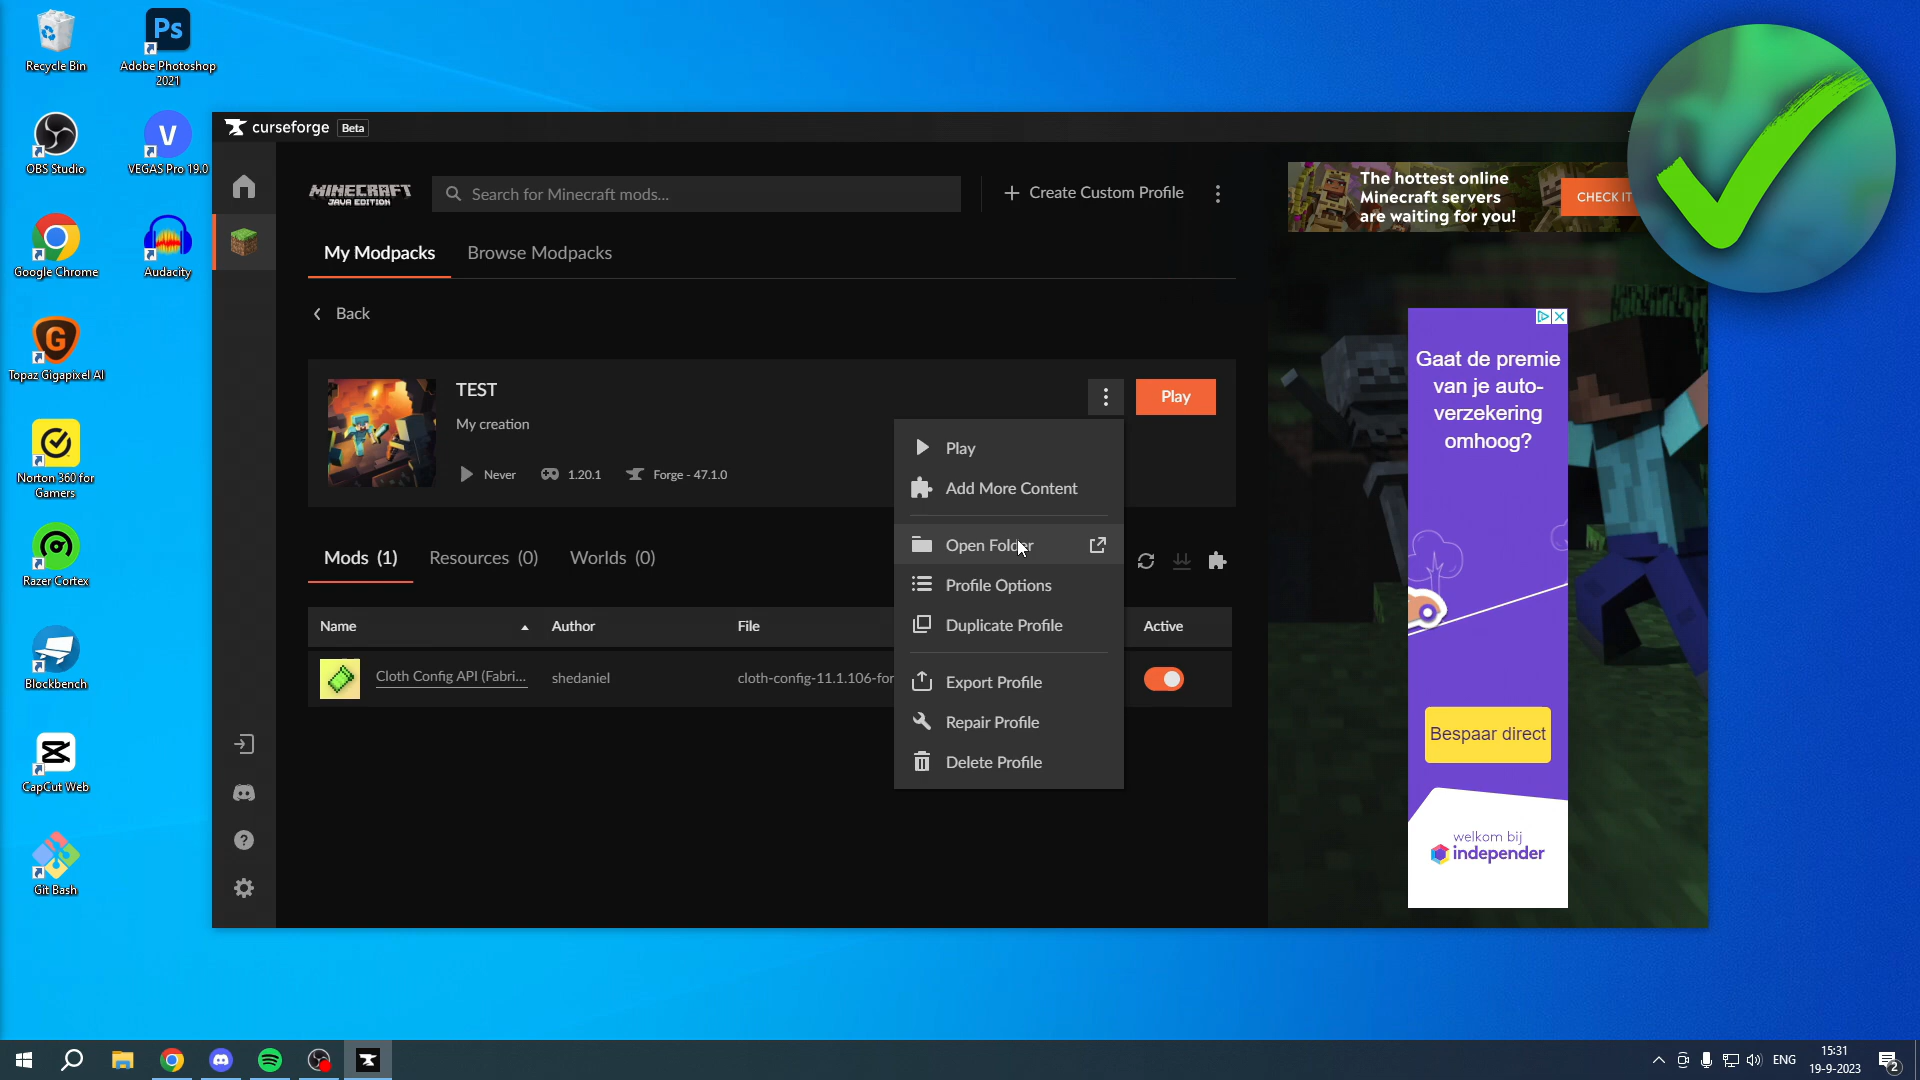 Recycle Bin
Adobe Photoshop
2021
OBS Studio
VEGAS Pro 19.0
Google Chrome
Audacity
Topaz Gigapixel AI
Norton 360 for
Gamers
Razer Cortex
Blockbench
CapCut Web
Git Bash
Ps
V
G
curseforge Beta
MINECRAFT
JAVA EDITION
Search for Minecraft mods...
Create Custom Profile
The hottest online
Minecraft servers
are waiting for you!
CHECK IT
My Modpacks
Browse Modpacks
Back
TEST
My creation
Never
1.20.1
Forge - 47.1.0
Play
Play
Add More Content
Open Folder
Profile Options
Duplicate Profile
Export Profile
Repair Profile
Delete Profile
Mods (1)
Resources (0)
Worlds (0)
Name
Author
File
Active
Cloth Config API (Fabri...
shedaniel
cloth-config-11.1.106-for
Gaat de premie
van je auto-
verzekering
omhoog?
Bespaar direct
welkom bij
independer
ENG
15:31
19-9-2023
2